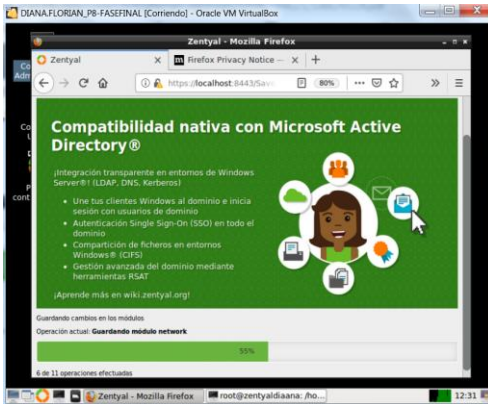 DIANA.FLORIAN_P8-FASEFINAL [Corriendo] - Oracle VM VirtualBox
Zentyal - Mozilla Firefox
Zentyal
Firefox Privacy Notice
https://localhost:8443/Save
80%
Compatibilidad nativa con Microsoft Active
Directory®
¡Integración transparente en entornos de Windows
Server®! (LDAP, DNS, Kerberos)
Une tus clientes Windows al dominio e inicia
sesión con usuarios de dominio
Autenticación Single Sign-On (SSO) en todo el
dominio
Compartición de ficheros en entornos
Windows® (CIFS)
Gestión avanzada del dominio mediante
herramientas RSAT
¡Aprende más en wiki.zentyal.org!
Guardando cambios en los módulos
Operación actual: Guardando módulo network
55%
6 de 11 operaciones efectuadas
Zentyal - Mozilla Firefox
root@zentyaldiaana: /ho...
12:31